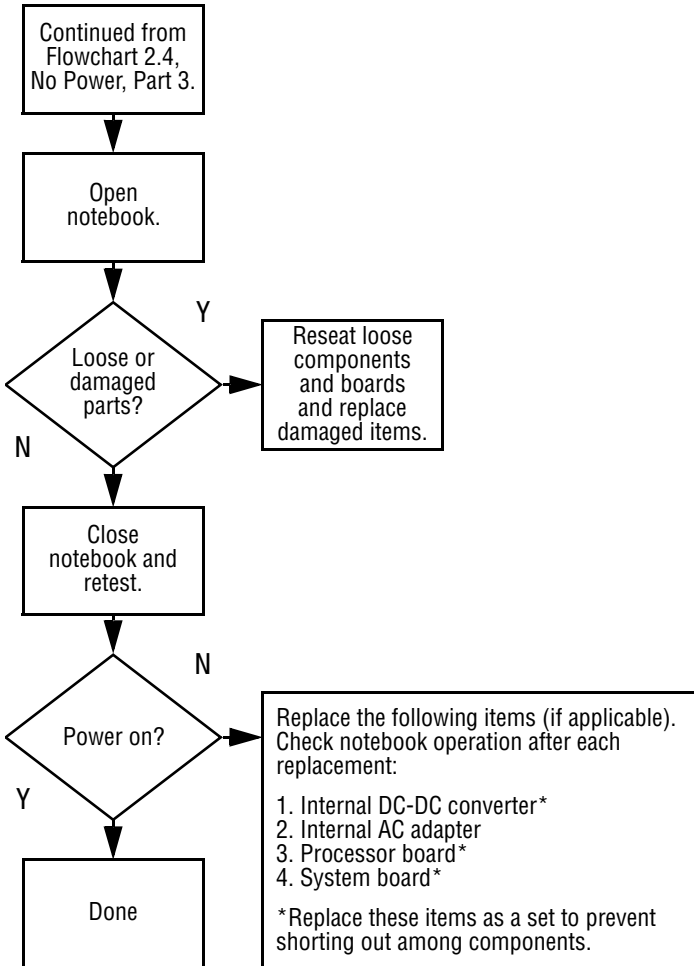 Continued from
Flowchart 2.4,
No Power, Part 3.
Open
notebook.
Y
Loose or
damaged
parts?
Reseat loose
components
and boards
and replace
damaged items.
N
Close
notebook and
retest.
N
Power on?
Replace the following items (if applicable).
Check notebook operation after each
replacement:
1. Internal DC-DC converter*
2. Internal AC adapter
3. Processor board*
4. System board*
*Replace these items as a set to prevent
shorting out among components.
Y
Done